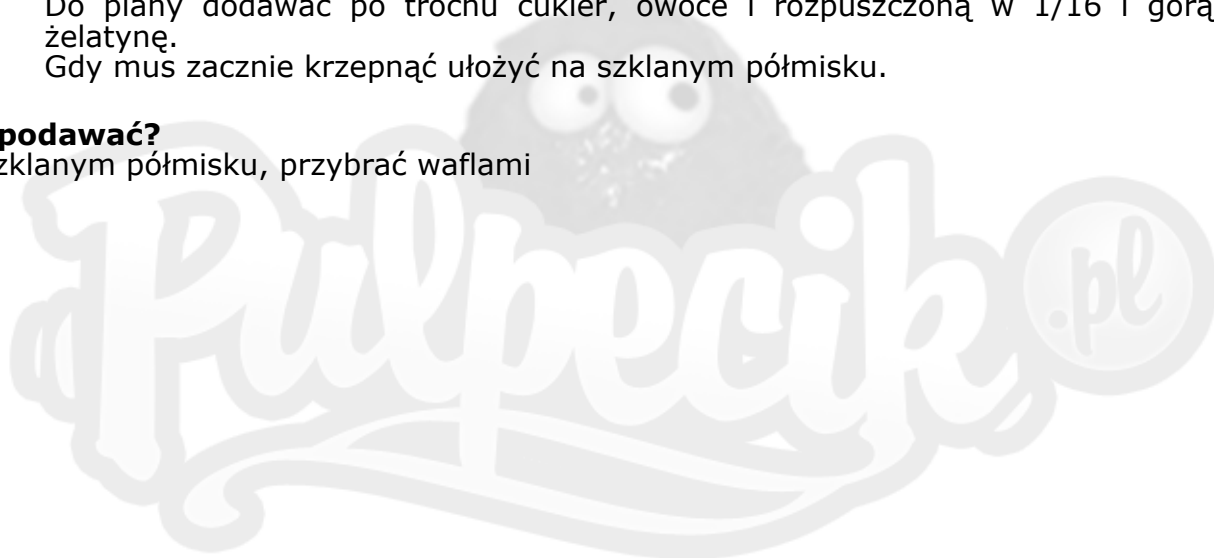 Do piany dodawać po trochu cukier, owoce i rozpuszczoną w 1/16 l gorą
żelatynę.
Gdy mus zacznie krzepnąć ułożyć na szklanym półmisku.
podawać?
zklanym półmisku, przybrać waflami
Pulpecik
.pl